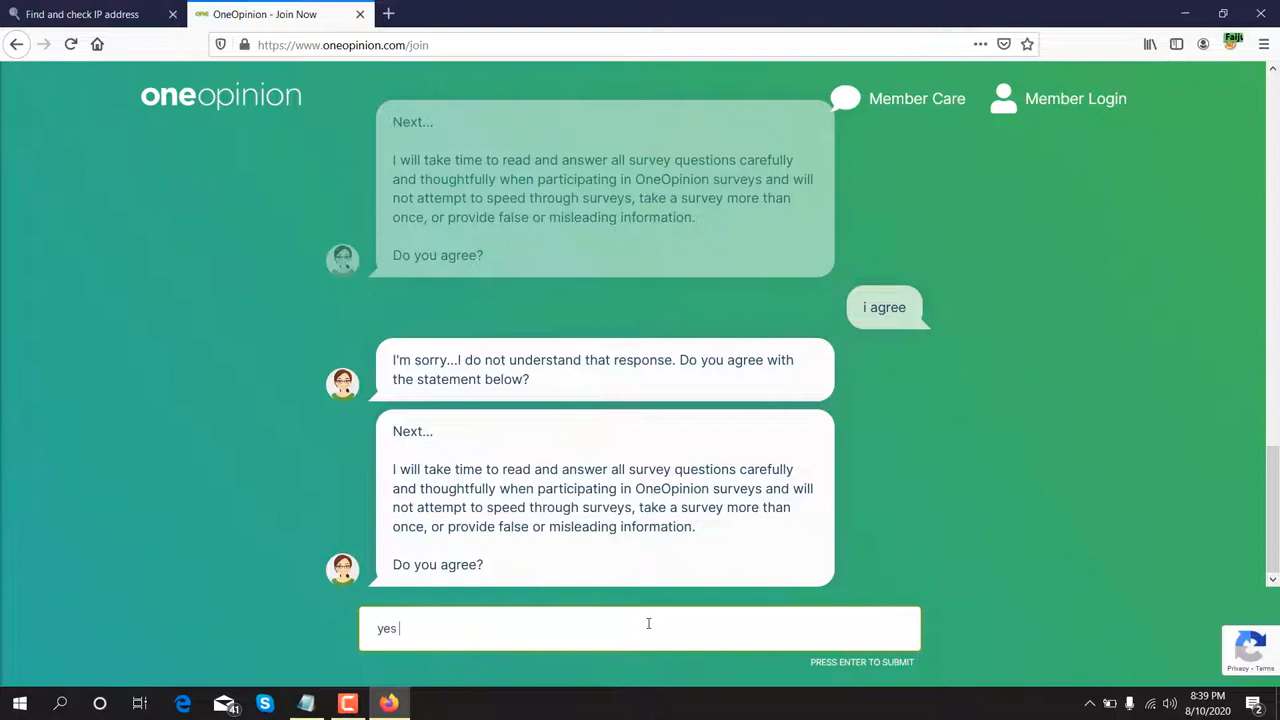 Find and check IP address
OneOpinion - Join Now
https://www.oneopinion.com/join
Faiju
oneopinion
Member Care
Member Login
Next...
I will take time to read and answer all survey questions carefully
and thoughtfully when participating in OneOpinion surveys and will
not attempt to speed through surveys, take a survey more than
once, or provide false or misleading information.
Do you agree?
i agree
I'm sorry...I do not understand that response. Do you agree with
the statement below?
Next...
I will take time to read and answer all survey questions carefully
and thoughtfully when participating in OneOpinion surveys and will
not attempt to speed through surveys, take a survey more than
once, or provide false or misleading information.
Do you agree?
yes
PRESS ENTER TO SUBMIT
Privacy - Terms
41
8:39 PM
8/10/2020
2